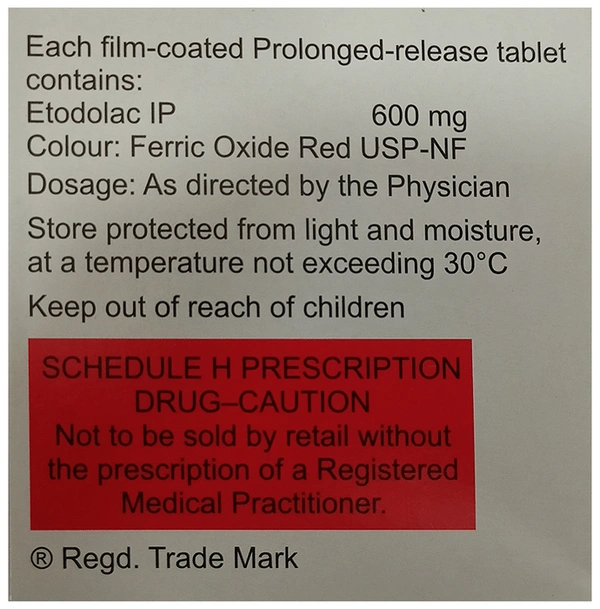 Each film-coated Prolonged-release tablet
contains:
Etodolac IP 600 mg
Colour: Ferric Oxide Red USP-NF
Dosage: As directed by the Physician
Store protected from light and moisture,
at a temperature not exceeding 30°C
Keep out of reach of children
SCHEDULE H PRESCRIPTION
DRUG–CAUTION
Not to be sold by retail without
the prescription of a Registered
Medical Practitioner.
® Regd. Trade Mark